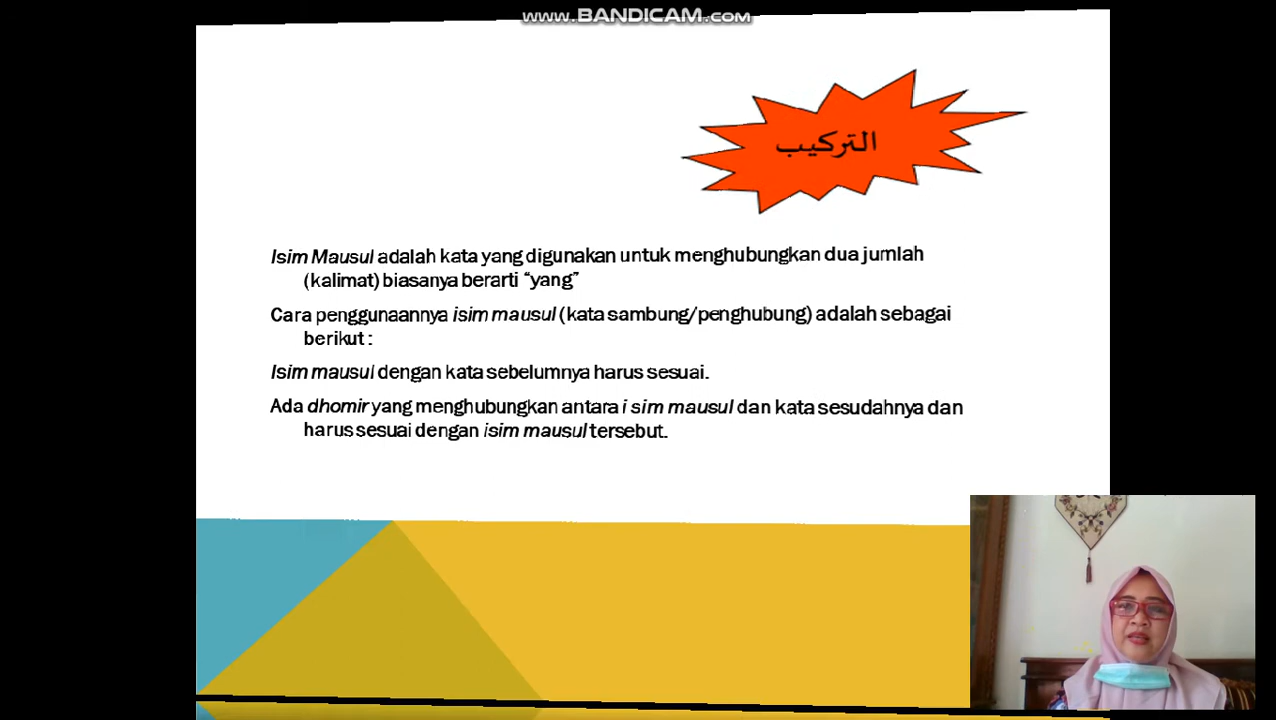 www.BANDICAM.COM
التركيب
Isim Mausul adalah kata yang digunakan untuk menghubungkan dua jumlah
(kalimat) biasanya berarti “yang”
Cara penggunaannya isim mausul (kata sambung/penghubung) adalah sebagai
berikut :
Isim mausul dengan kata sebelumnya harus sesuai.
Ada dhomir yang menghubungkan antara i sim mausul dan kata sesudahnya dan
harus sesuai dengan isim mausul tersebut.